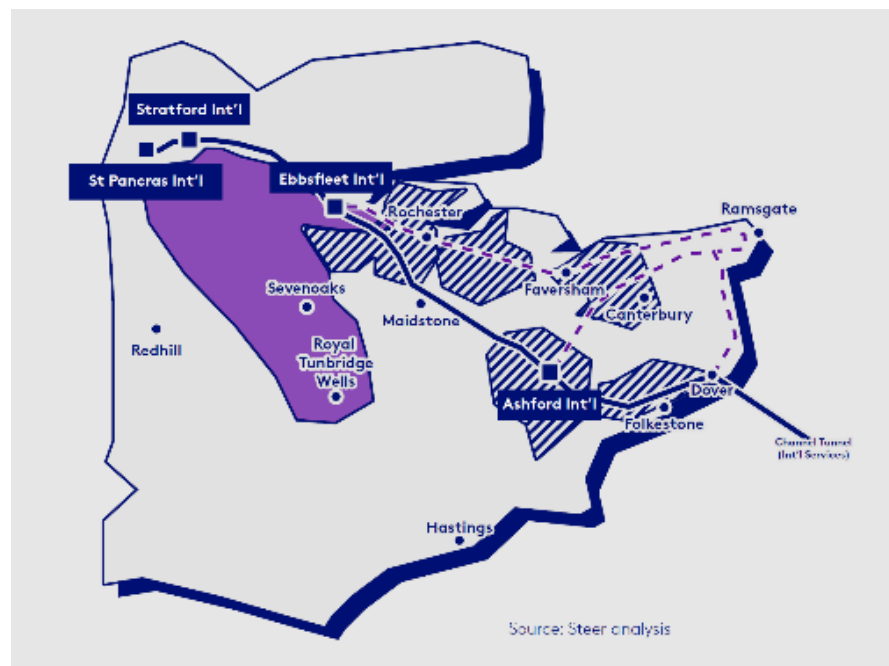 Stratford Int'l
St Pancras Int'l
Ebbsfleet Int'l
Rochester
Ramsgate
Faversham
Sevenoaks
Canterbury
Maidstone
Redhill
Royal
Tunbridge
Wells
Ashford Int'l
Dover
Folkestone
Channel Tunnel
(Int'l Services)
Hastings
Source: Steer analysis